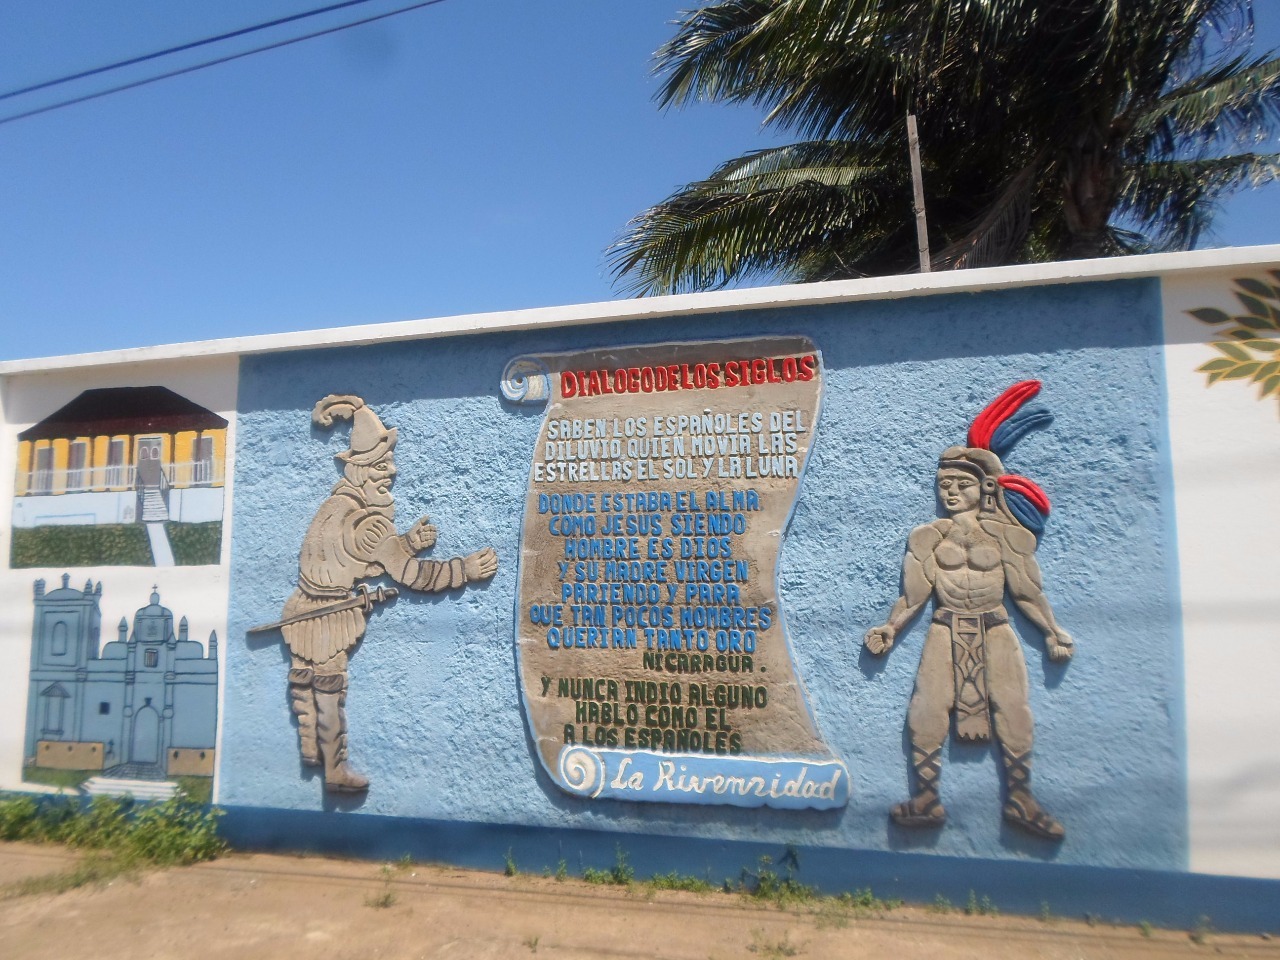 DIALOGO DE LOS SIGLOS
SABEN LOS ESPAÑOLES DEL
DILUVIO QUIEN MOVIR LAS
ESTRELLAS EL SOL Y LA LUNA
DONDE ESTABA EL ALMA
COMO JESUS SIENDO
HOMBRE ES DIOS
Y SU MADRE VIRGEN
PARIENDO Y PARA
QUE TAN POCOS HOMBRES
QUERIAN TANTO ORO
NICARAGUA.
Y NUNCA INDIO ALGUNO
HABLO COMO EL
A LOS ESPAÑOLES
La Rivenzidad